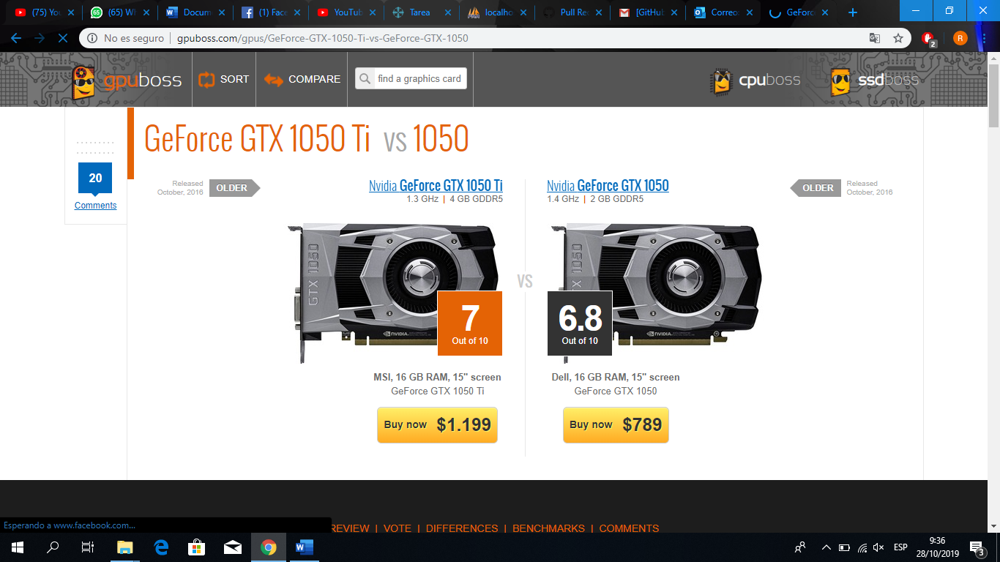 (75) You
(65) Wh
Docum
(1) Face
YouTub
Tarea
localho
Pull Re
[GitHub
Correo
GeForc
No es seguro | gpuboss.com/gpus/GeForce-GTX-1050-Ti-vs-GeForce-GTX-1050
2
R
gpuboss
SORT
COMPARE
find a graphics card
cpuboss
ssdboss
GeForce GTX 1050 Ti vs 1050
20
Comments
Released
October, 2016
OLDER
Nvidia GeForce GTX 1050 Ti
1.3 GHz | 4 GB GDDR5
GTX 1050
NVIDIA.
7
Out of 10
MSI, 16 GB RAM, 15" screen
GeForce GTX 1050 Ti
Buy now $1.199
VS
Nvidia GeForce GTX 1050
1.4 GHz | 2 GB GDDR5
OLDER
Released
October, 2016
X 1050
NVIDIA.
6.8
Out of 10
Dell, 16 GB RAM, 15" screen
GeForce GTX 1050
Buy now $789
REVIEW | VOTE | DIFFERENCES | BENCHMARKS | COMMENTS
Esperando a www.facebook.com...
ESP
9:36
28/10/2019
3